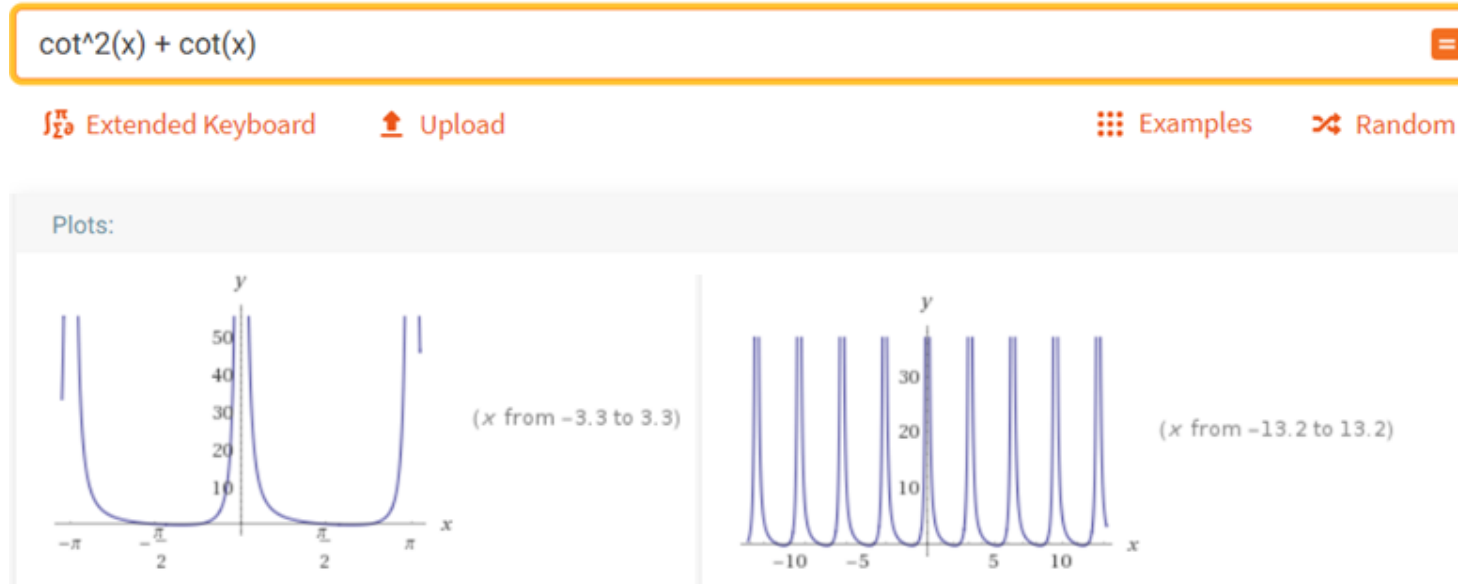 cot^2(x) + cot(x)
=
∫π Σ∂ Extended Keyboard Upload Examples Random
Plots:
y
50
40
30
20
10
(x from −3.3 to 3.3)
x
−π −π/2 π/2 π
y
30
20
10
(x from −13.2 to 13.2)
x
−10 −5 5 10